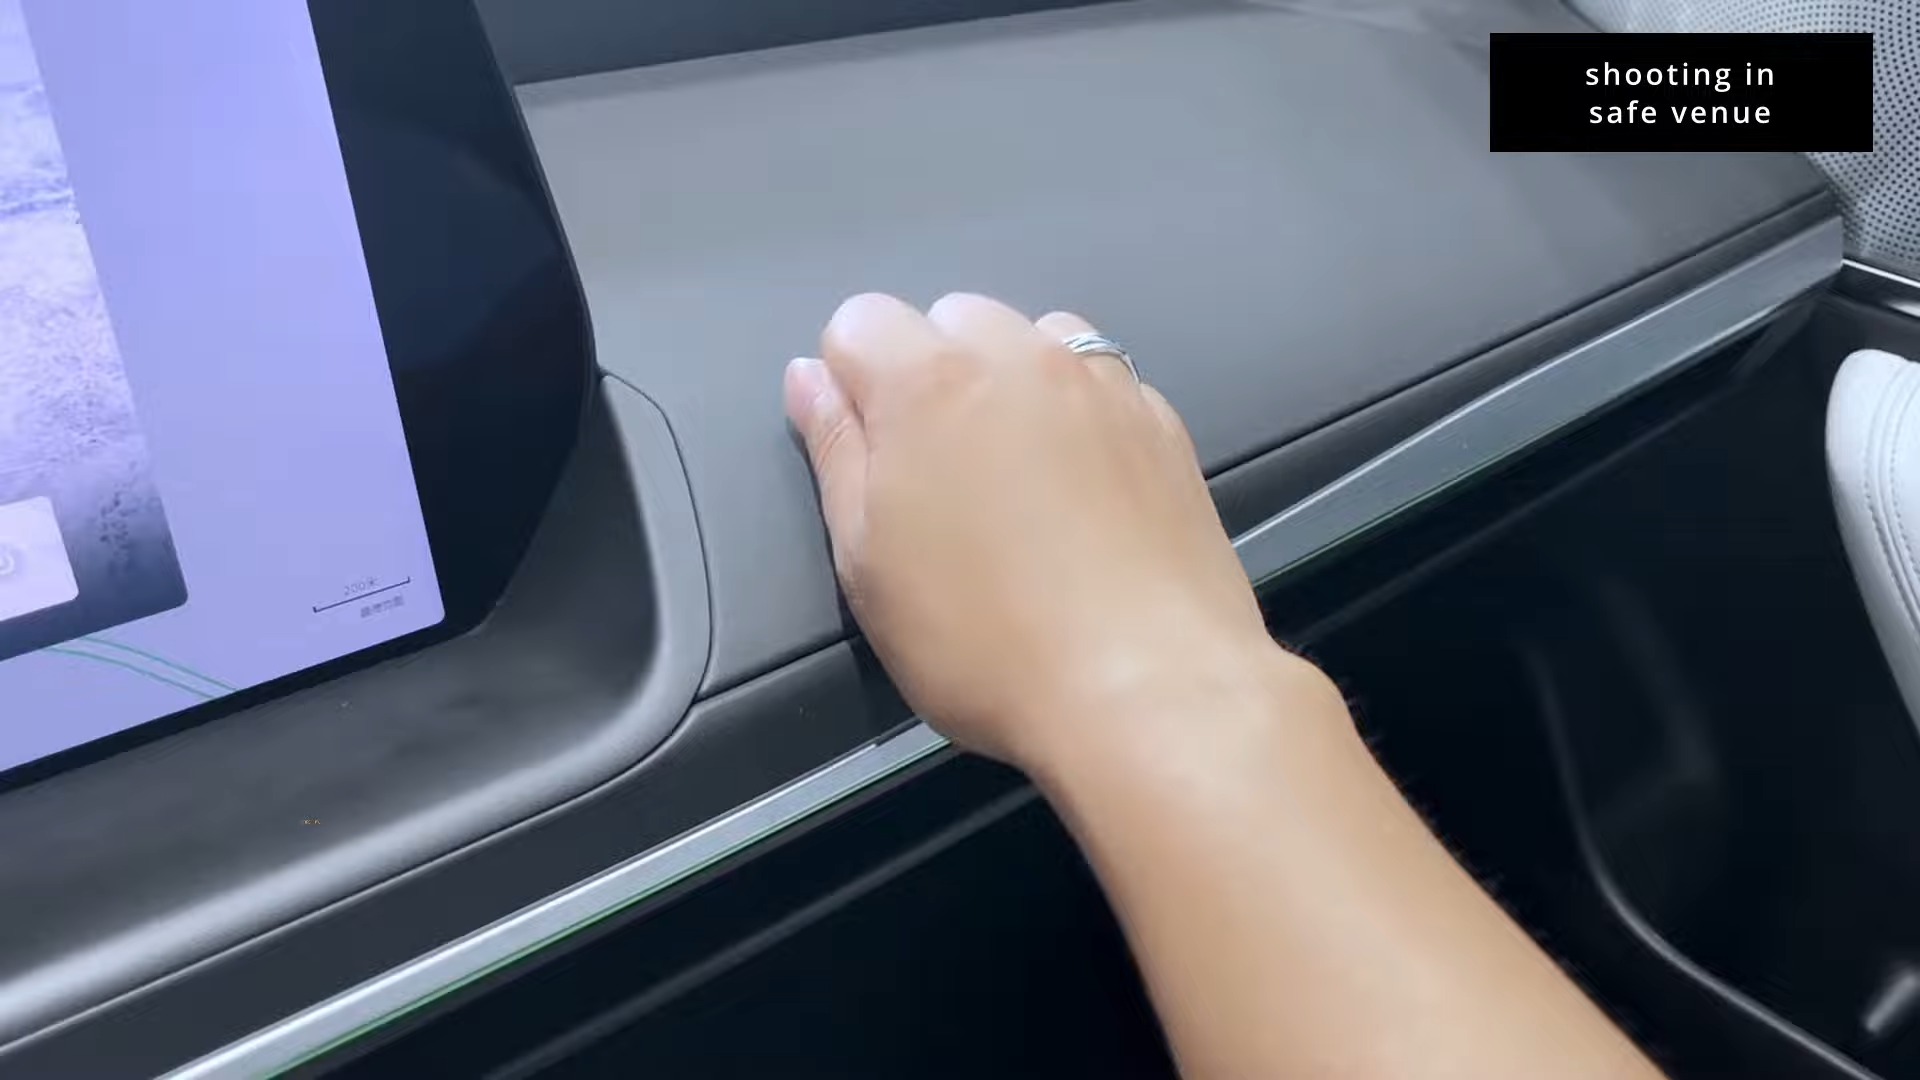 shooting in
safe venue
200米